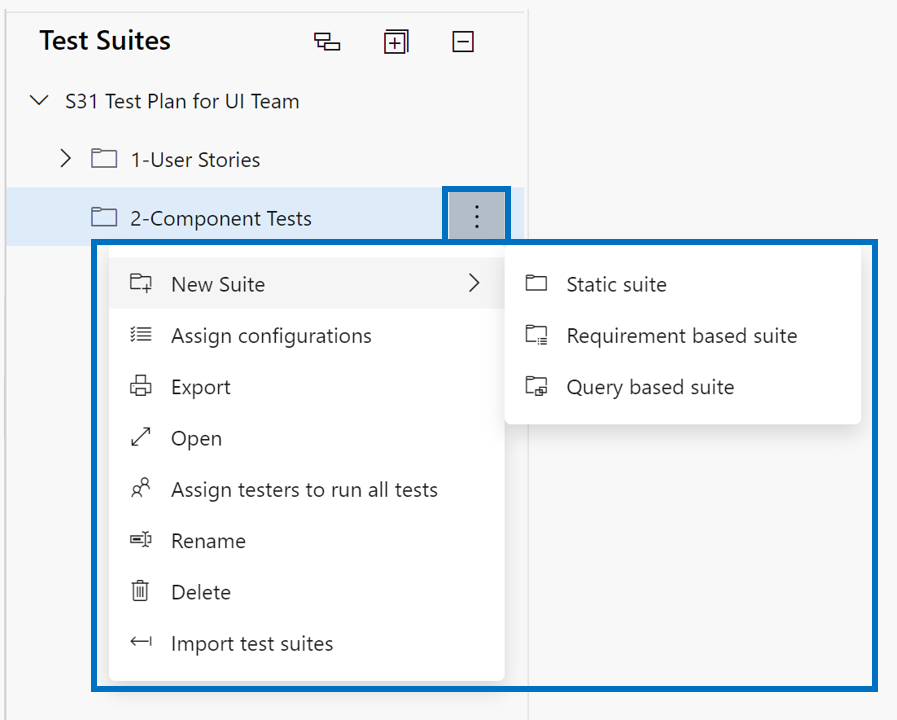 Test Suites
S31 Test Plan for UI Team
1-User Stories
2-Component Tests
New Suite
Assign configurations
Export
Open
Assign testers to run all tests
Rename
Delete
Import test suites
Static suite
Requirement based suite
Query based suite